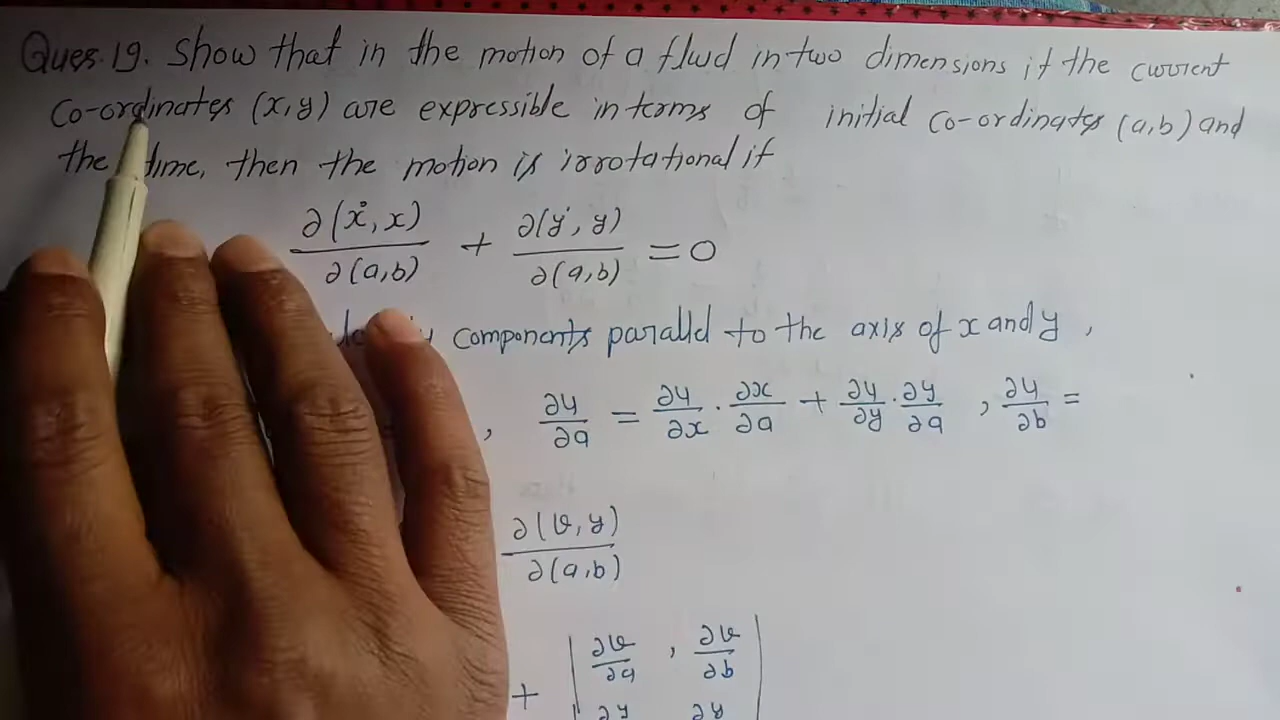 Ques. 19. Show that in the motion of a fluid in two dimensions if the current
co-ordinates (x,y) are expressible in terms of initial co-ordinates (a,b) and
the time, then the motion is irrotational if
∂(ẋ, x)/∂(a,b) + ∂(ẏ, y)/∂(a,b) = 0
components parallel to the axis of x and y,
, ∂u/∂a = ∂u/∂x · ∂x/∂a + ∂u/∂y · ∂y/∂a , ∂u/∂b =
∂(v, y)/∂(a,b)
+ | ∂v/∂a , ∂v/∂b |